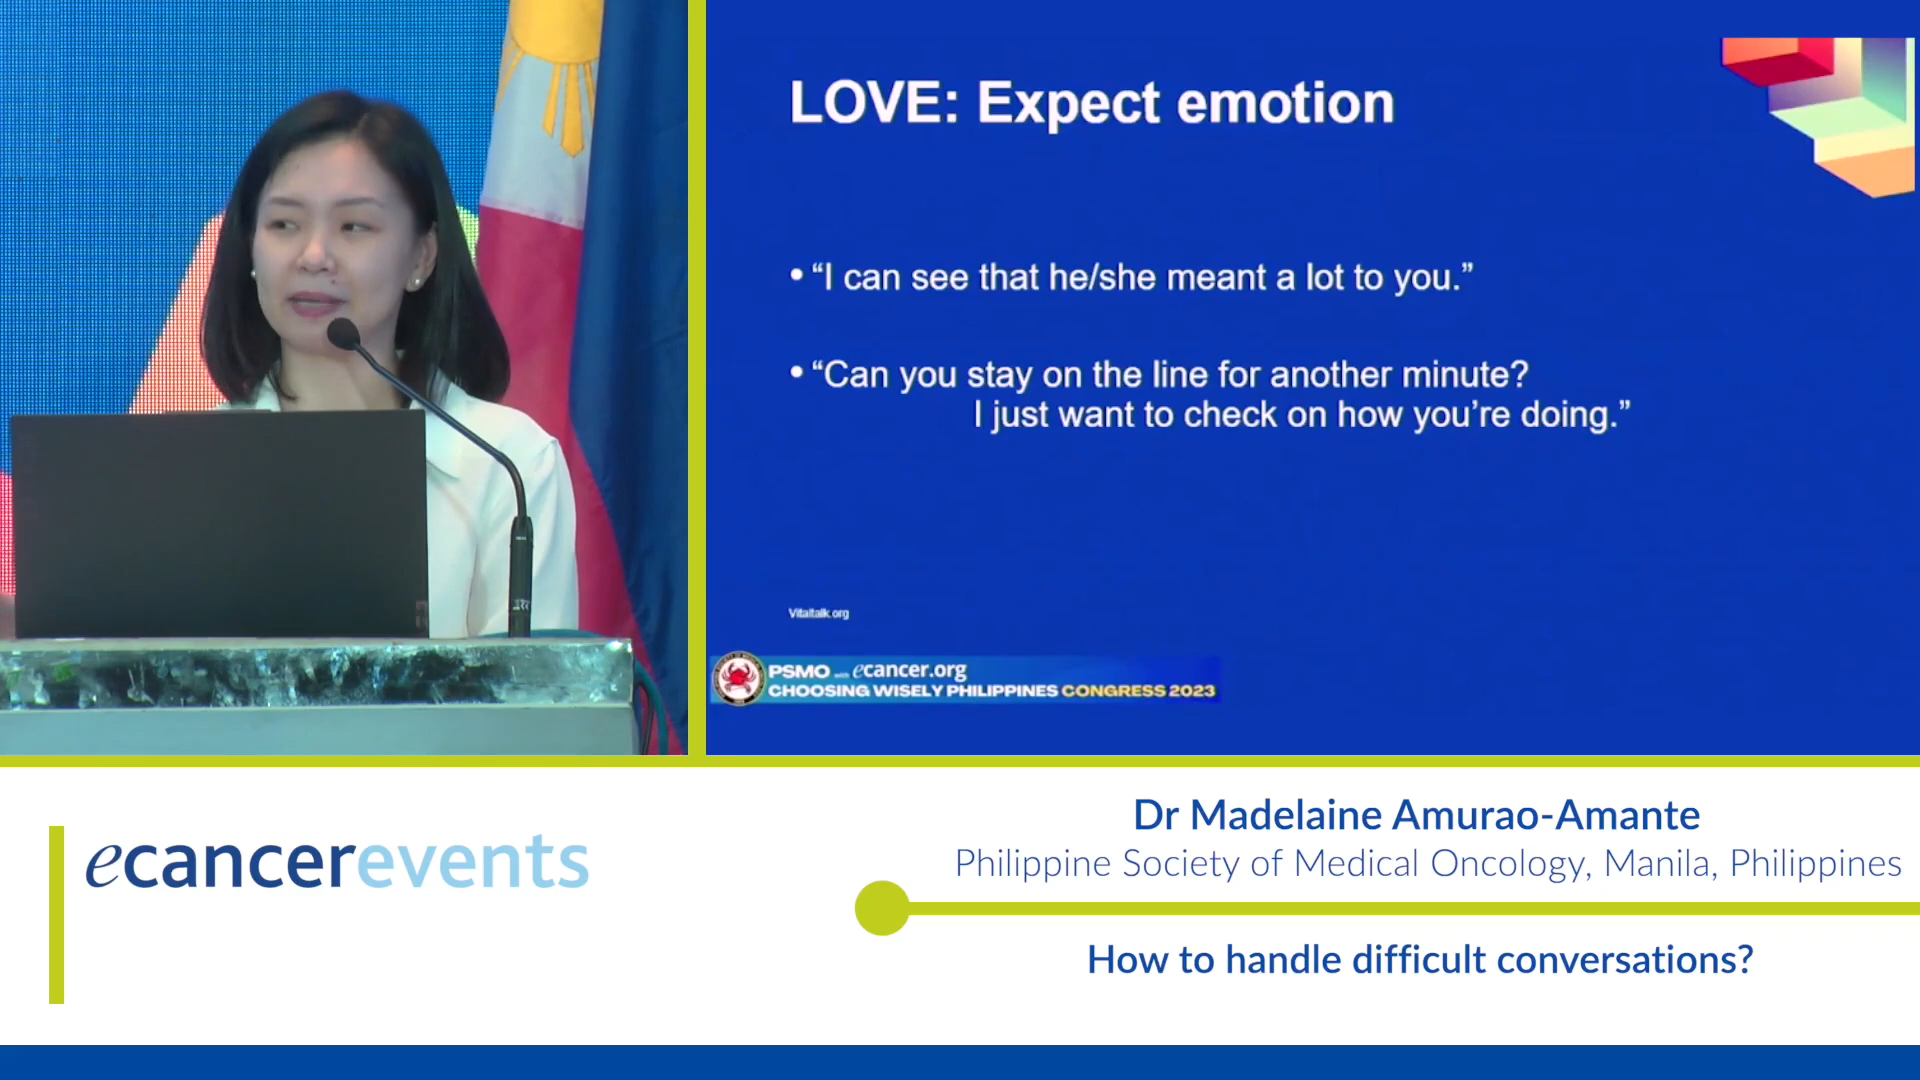 LOVE: Expect emotion
• “I can see that he/she meant a lot to you.”
• “Can you stay on the line for another minute?
I just want to check on how you’re doing.”
Vitaltalk.org
PSMO with ecancer.org
CHOOSING WISELY PHILIPPINES CONGRESS 2023
ecancerevents
Dr Madelaine Amurao-Amante
Philippine Society of Medical Oncology, Manila, Philippines
How to handle difficult conversations?